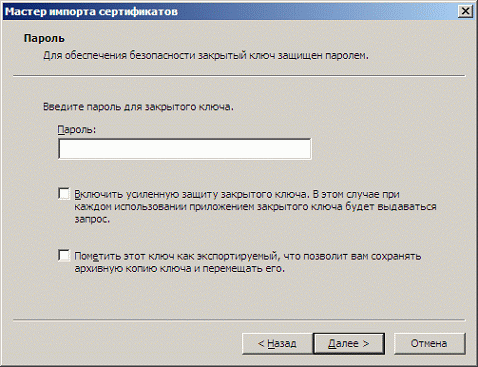 Мастер импорта сертификатов
Пароль
Для обеспечения безопасности закрытый ключ защищен паролем.
Введите пароль для закрытого ключа.
Пароль:
Включить усиленную защиту закрытого ключа. В этом случае при
каждом использовании приложением закрытого ключа будет выдаваться
запрос.
Пометить этот ключ как экспортируемый, что позволит вам сохранять
архивную копию ключа и перемещать его.
< Назад Далее > Отмена